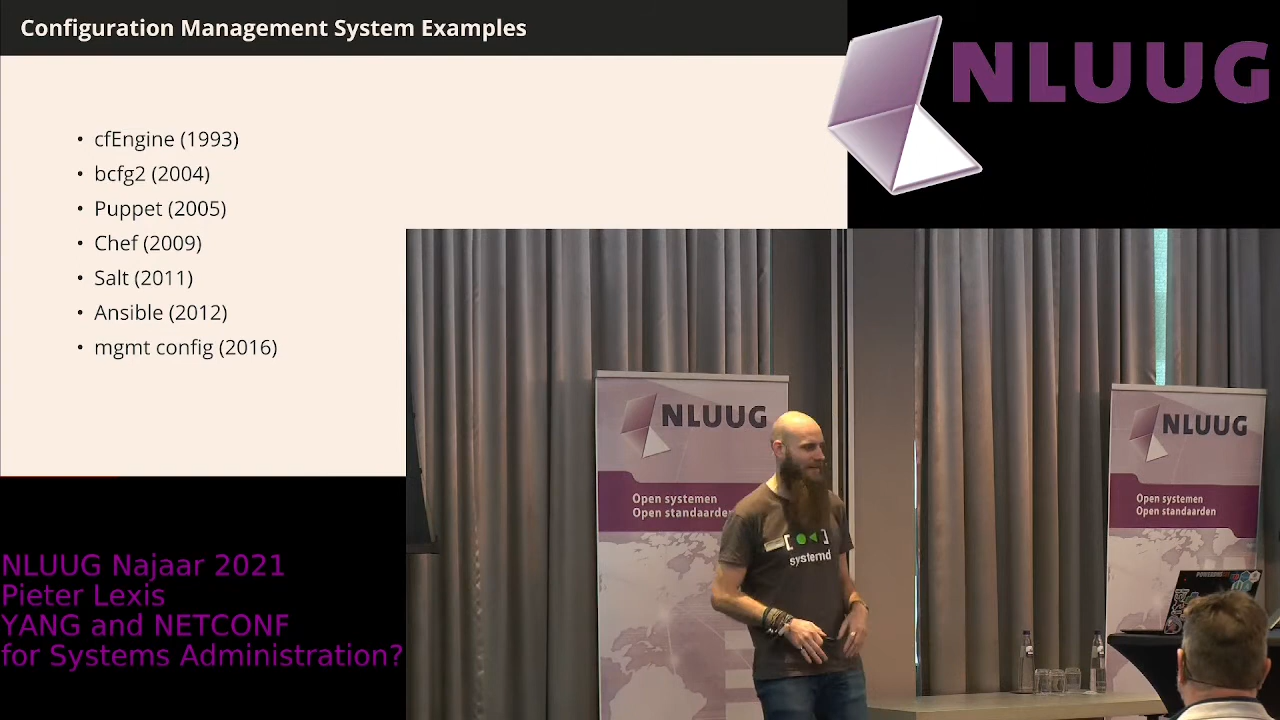 Configuration Management System Examples
NLUUG
• cfEngine (1993)
• bcfg2 (2004)
• Puppet (2005)
• Chef (2009)
• Salt (2011)
• Ansible (2012)
• mgmt config (2016)
NLUUG
Open systemen
Open standaarden
[●◀]
systemd
NLUUG
Open systemen
Open standaarden
POWERDNS
NLUUG Najaar 2021
Pieter Lexis
YANG and NETCONF
for Systems Administration?